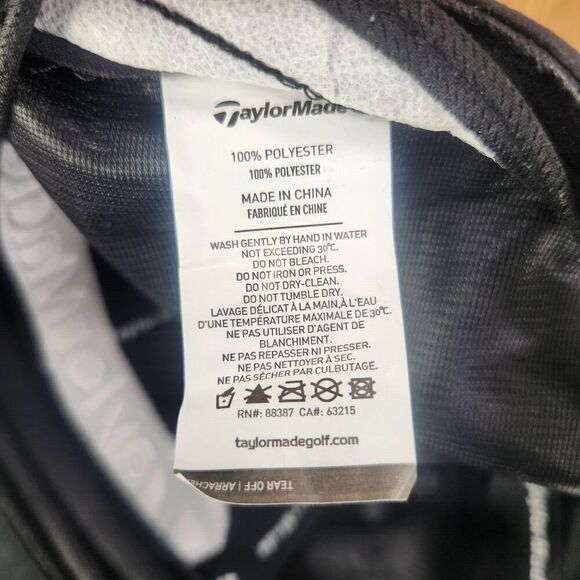 TaylorMade
100% POLYESTER
100% POLYESTER
MADE IN CHINA
FABRIQUÉ EN CHINE
WASH GENTLY BY HAND IN WATER
NOT EXCEEDING 30℃.
DO NOT BLEACH.
DO NOT IRON OR PRESS.
DO NOT DRY-CLEAN.
DO NOT TUMBLE DRY.
LAVAGE DÉLICAT À LA MAIN,À L'EAU
D'UNE TEMPÉRATURE MAXIMALE DE 30℃.
NE PAS UTILISER D'AGENT DE
BLANCHIMENT.
NE PAS REPASSER NI PRESSER.
NE PAS NETTOYER À SEC.
NE PAS SÉCHER PAR CULBUTAGE.
RN#: 88387 CA#: 63215
taylormadegolf.com
TEAR OFF | ARRACHER